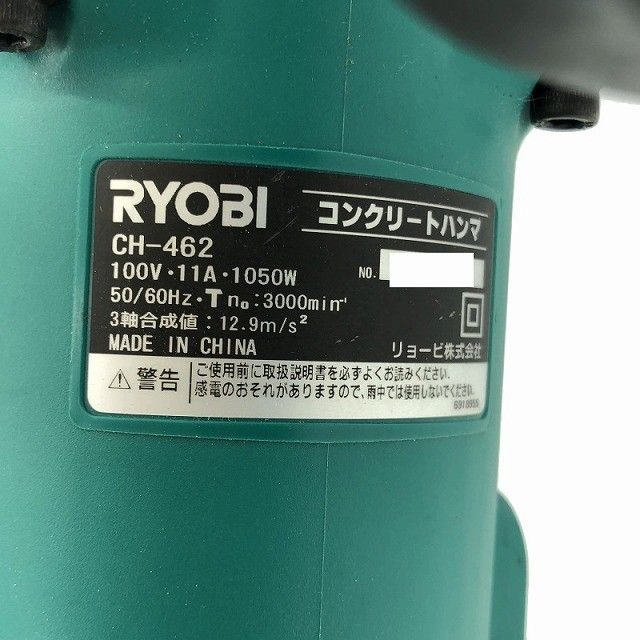 RYOBI コンクリートハンマ
CH-462
100V・11A・1050W NO.
50/60Hz・T n₀:3000min⁻¹
3軸合成値:12.9m/s²
MADE IN CHINA リョービ株式会社
⚠警告 ご使用前に取扱説明書を必ずよくお読みください。
感電のおそれがありますので、雨中では使用しないでください。